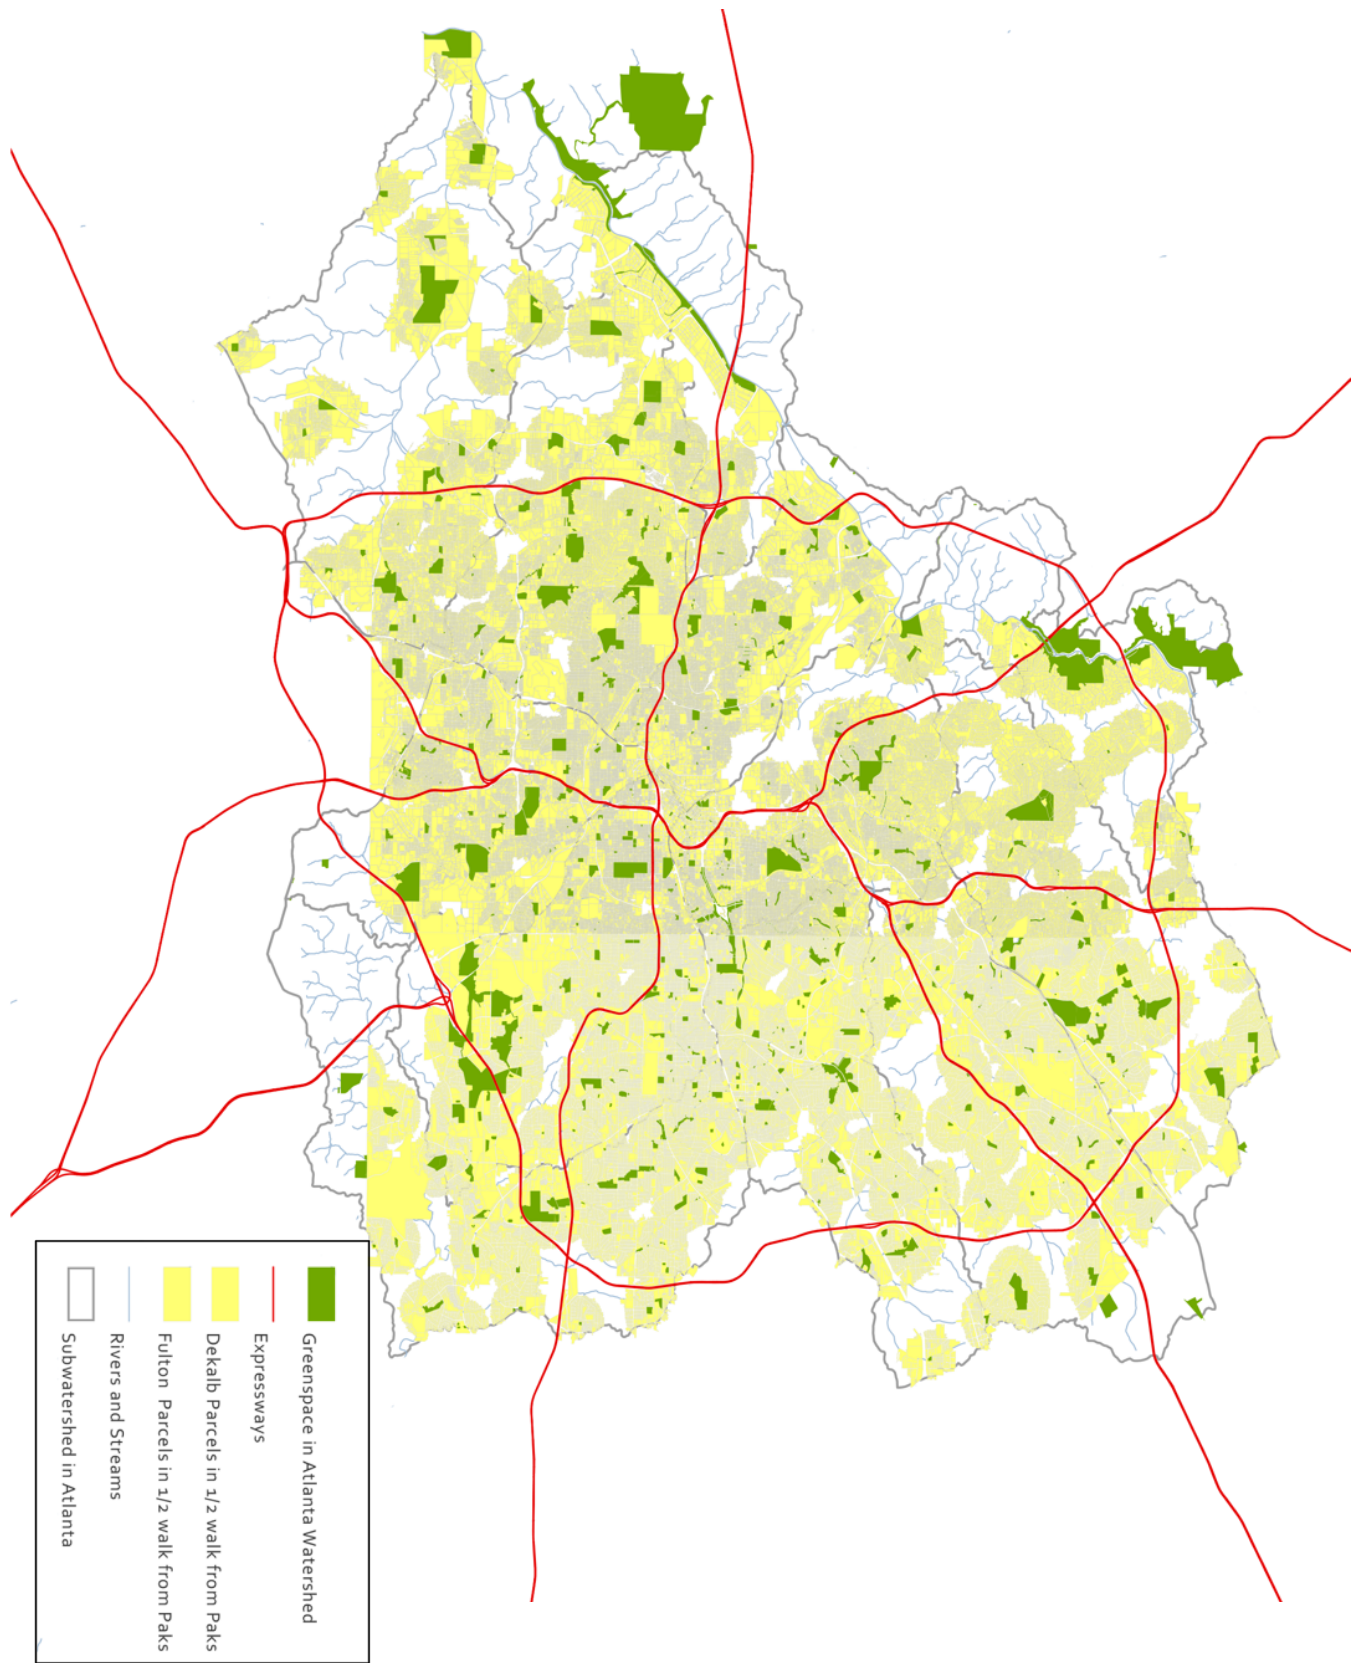 Greenspace in Atlanta Watershed
Expressways
Dekalb Parcels in 1/2 walk from Paks
Fulton Parcels in 1/2 walk from Paks
Rivers and Streams
Subwatershed in Atlanta